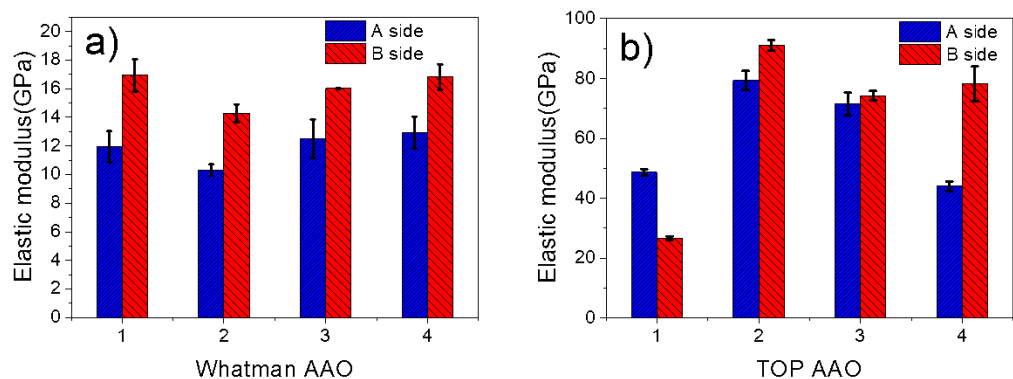 a)
A side
B side
Elastic modulus(GPa)
20
18
16
14
12
10
8
6
4
2
0
1 2 3 4
Whatman AAO
b)
A side
B side
Elastic modulus(GPa)
100
80
60
40
20
0
1 2 3 4
TOP AAO